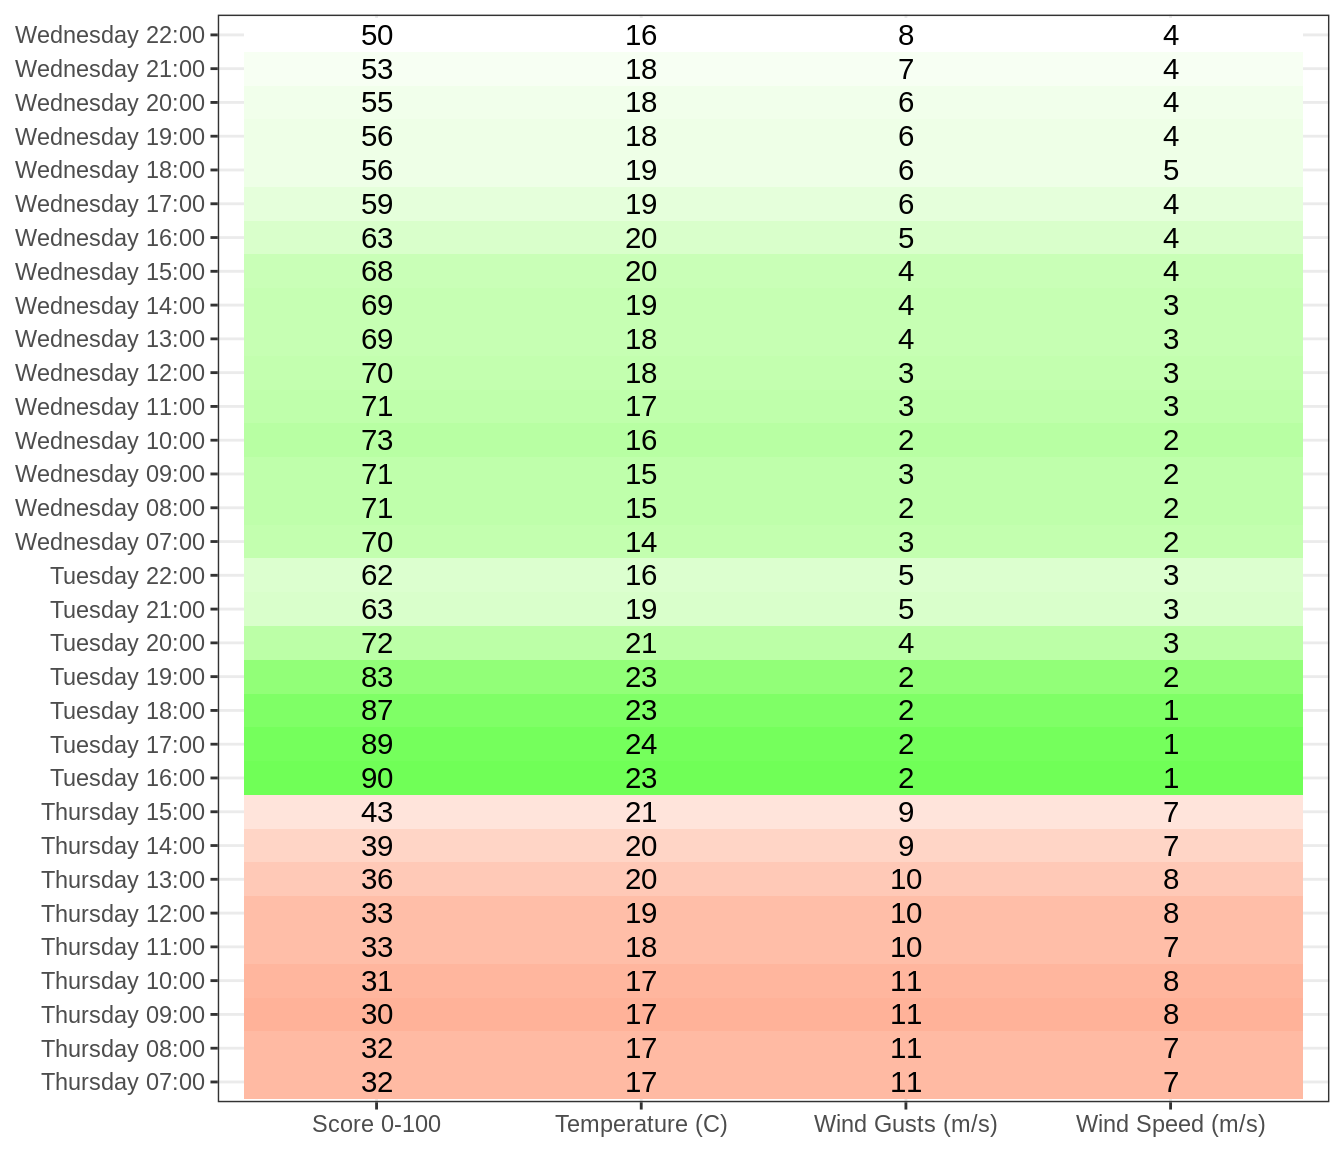 Wednesday 22:00 50 16 8 4
Wednesday 21:00 53 18 7 4
Wednesday 20:00 55 18 6 4
Wednesday 19:00 56 18 6 4
Wednesday 18:00 56 19 6 5
Wednesday 17:00 59 19 6 4
Wednesday 16:00 63 20 5 4
Wednesday 15:00 68 20 4 4
Wednesday 14:00 69 19 4 3
Wednesday 13:00 69 18 4 3
Wednesday 12:00 70 18 3 3
Wednesday 11:00 71 17 3 3
Wednesday 10:00 73 16 2 2
Wednesday 09:00 71 15 3 2
Wednesday 08:00 71 15 2 2
Wednesday 07:00 70 14 3 2
Tuesday 22:00 62 16 5 3
Tuesday 21:00 63 19 5 3
Tuesday 20:00 72 21 4 3
Tuesday 19:00 83 23 2 2
Tuesday 18:00 87 23 2 1
Tuesday 17:00 89 24 2 1
Tuesday 16:00 90 23 2 1
Thursday 15:00 43 21 9 7
Thursday 14:00 39 20 9 7
Thursday 13:00 36 20 10 8
Thursday 12:00 33 19 10 8
Thursday 11:00 33 18 10 7
Thursday 10:00 31 17 11 8
Thursday 09:00 30 17 11 8
Thursday 08:00 32 17 11 7
Thursday 07:00 32 17 11 7
Score 0-100 Temperature (C) Wind Gusts (m/s) Wind Speed (m/s)